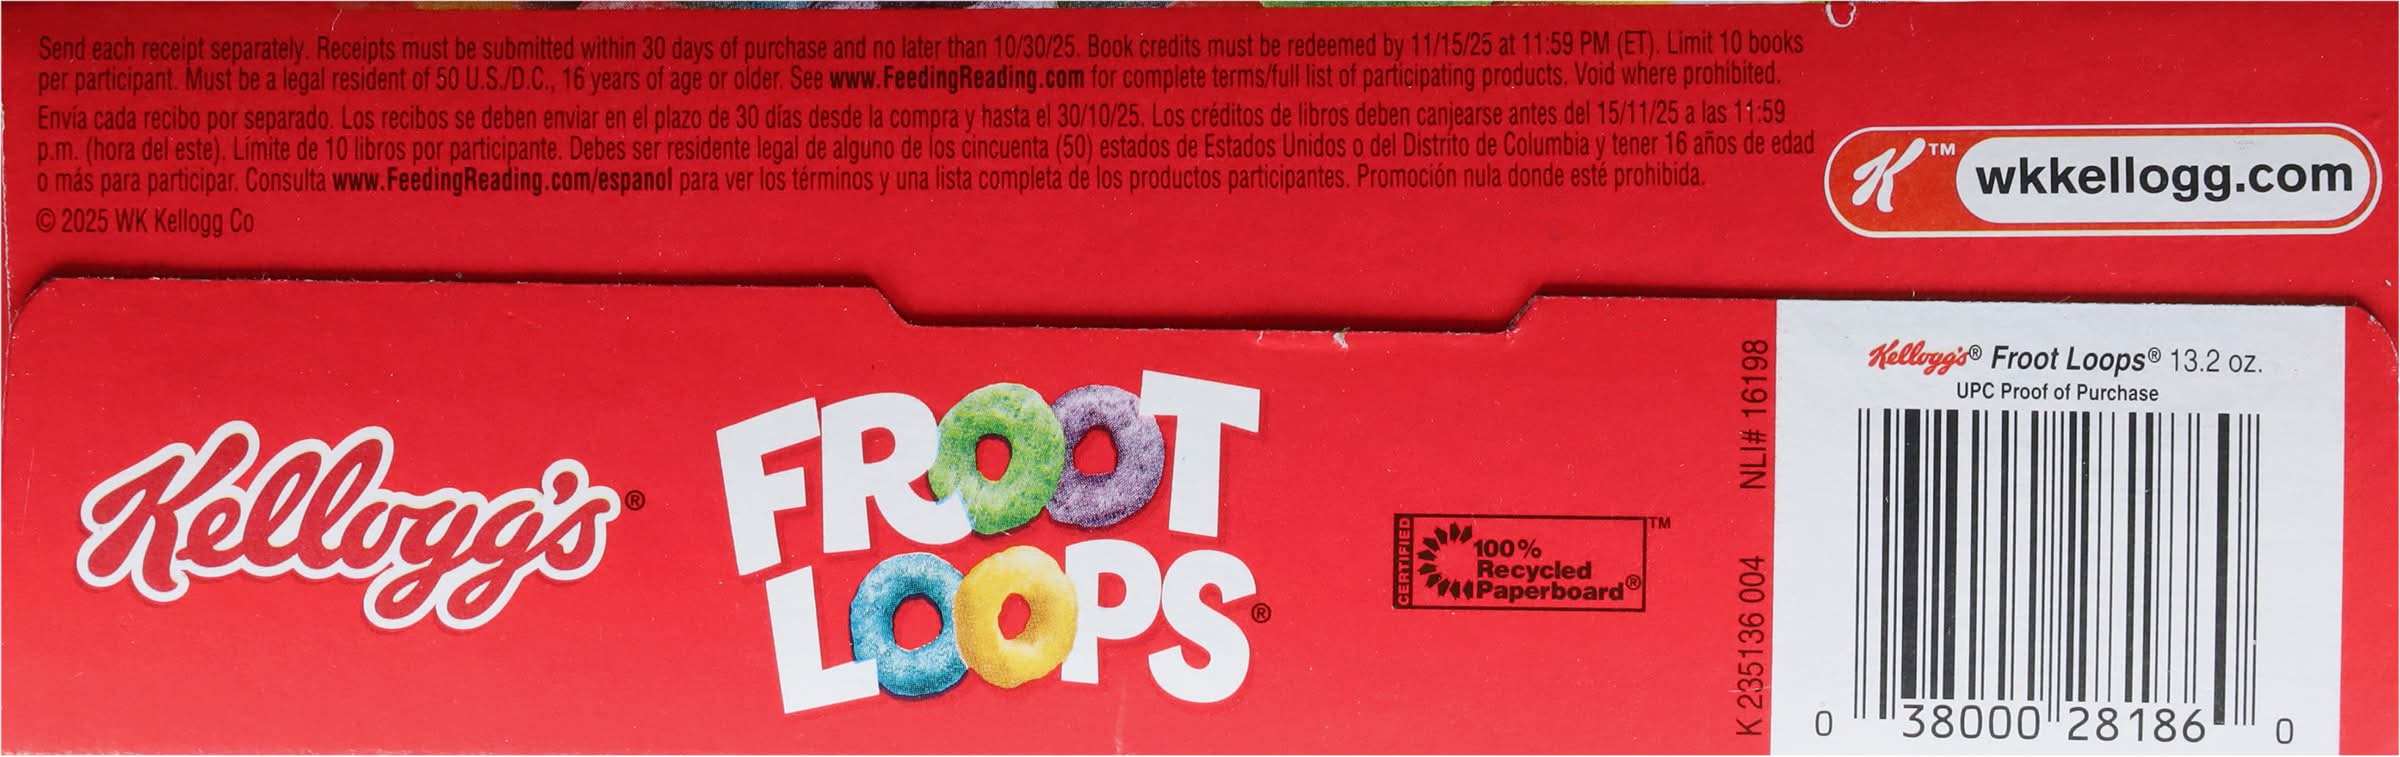 Send each receipt separately. Receipts must be submitted within 30 days of purchase and no later than 10/30/25. Book credits must be redeemed by 11/15/25 at 11:59 PM (ET). Limit 10 books
per participant. Must be a legal resident of 50 U.S./D.C., 16 years of age or older. See www.FeedingReading.com for complete terms/full list of participating products. Void where prohibited.
Envía cada recibo por separado. Los recibos se deben enviar en el plazo de 30 días desde la compra y hasta el 30/10/25. Los créditos de libros deben canjearse antes del 15/11/25 a las 11:59
p.m. (hora del este). Límite de 10 libros por participante. Debes ser residente legal de alguno de los cincuenta (50) estados de Estados Unidos o del Distrito de Columbia y tener 16 años de edad
o más para participar. Consulta www.FeedingReading.com/espanol para ver los términos y una lista completa de los productos participantes. Promoción nula donde esté prohibida.
© 2025 WK Kellogg Co
K™ wkkellogg.com
Kellogg's®
FROOT
LOOPS®
CERTIFIED
100%
Recycled
Paperboard®
™
NLI# 16198
K 235136 004
Kellogg's® Froot Loops® 13.2 oz.
UPC Proof of Purchase
0 38000 28186 0